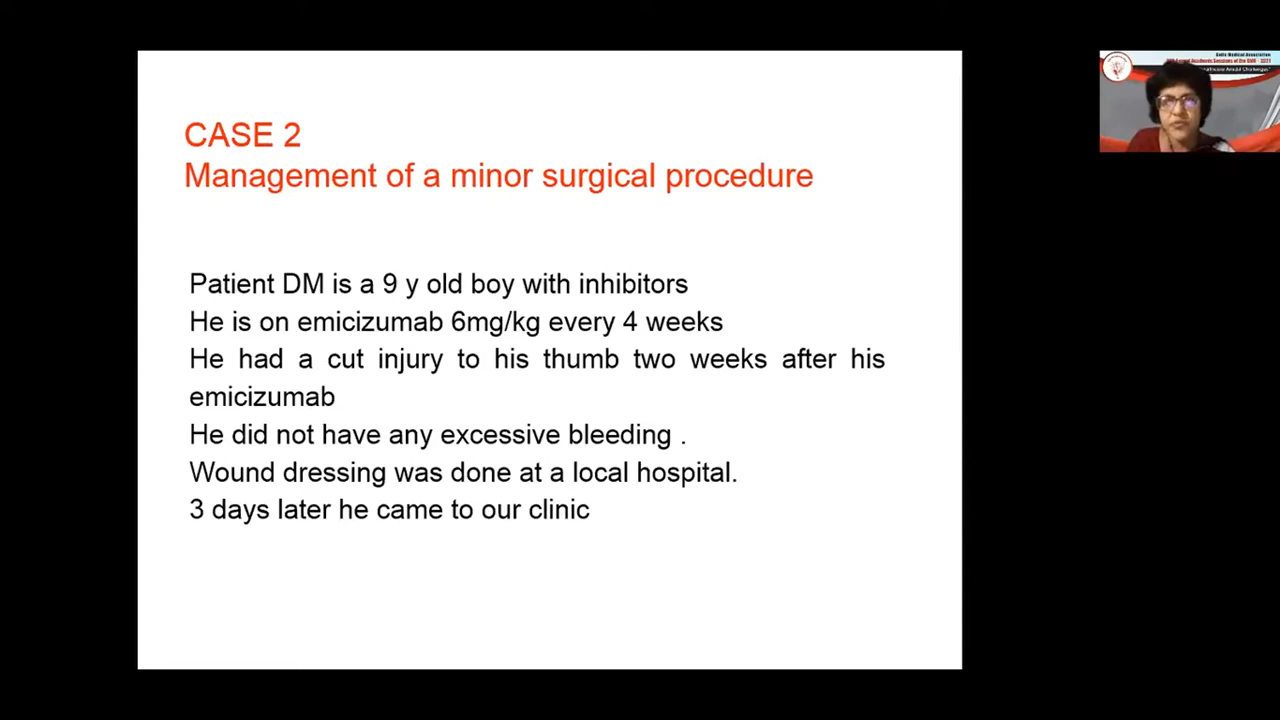 CASE 2
Management of a minor surgical procedure
Patient DM is a 9 y old boy with inhibitors
He is on emicizumab 6mg/kg every 4 weeks
He had a cut injury to his thumb two weeks after his
emicizumab
He did not have any excessive bleeding .
Wound dressing was done at a local hospital.
3 days later he came to our clinic
Medical Association